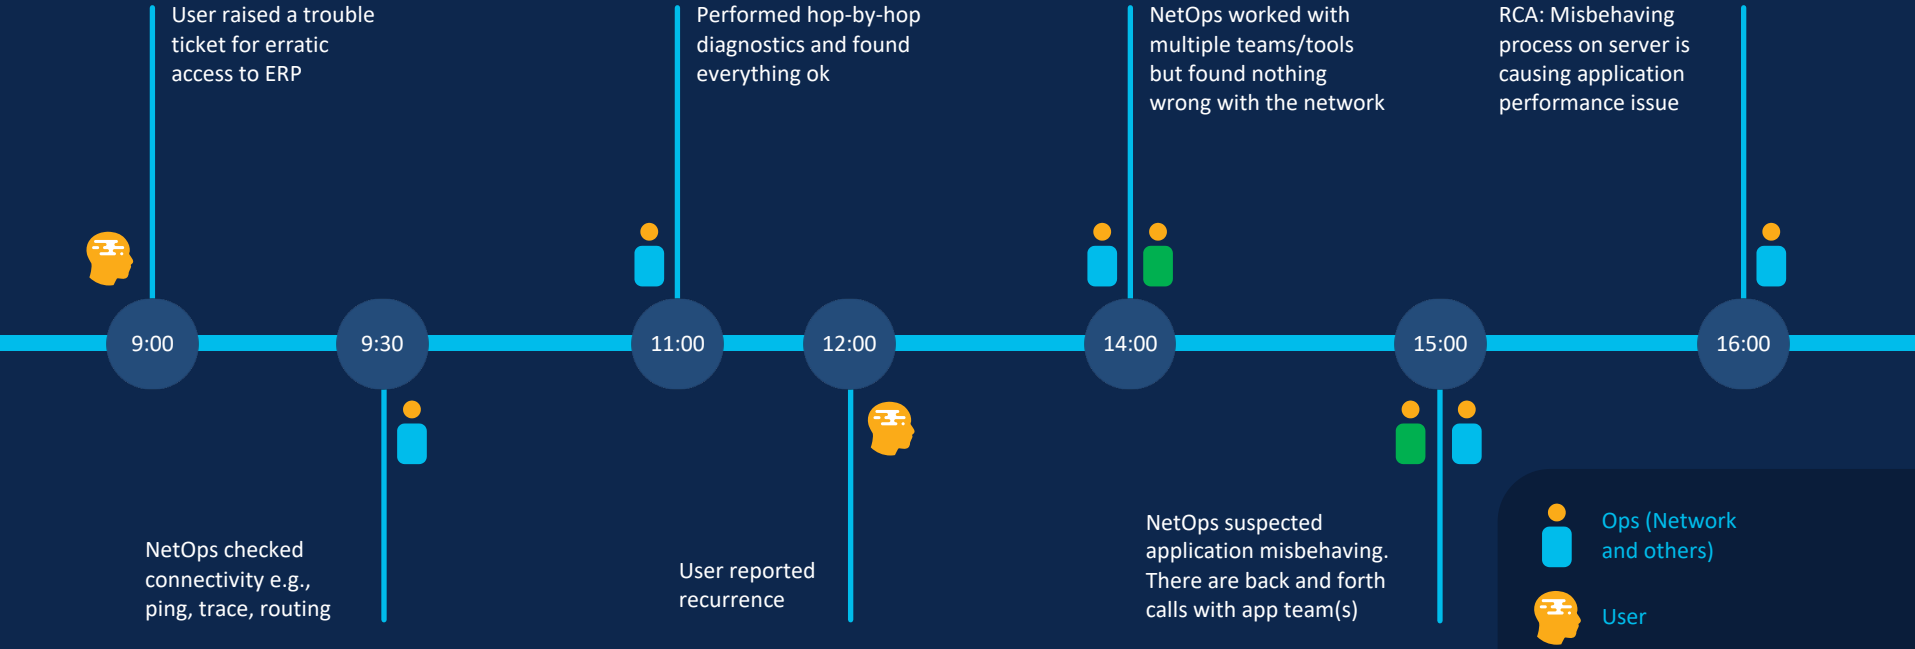 User raised a trouble
ticket for erratic
access to ERP
Performed hop-by-hop
diagnostics and found
everything ok
NetOps worked with
multiple teams/tools
but found nothing
wrong with the network
RCA: Misbehaving
process on server is
causing application
performance issue
9:00
9:30
11:00
12:00
14:00
15:00
16:00
NetOps checked
connectivity e.g.,
ping, trace, routing
User reported
recurrence
NetOps suspected
application misbehaving.
There are back and forth
calls with app team(s)
Ops (Network
and others)
User